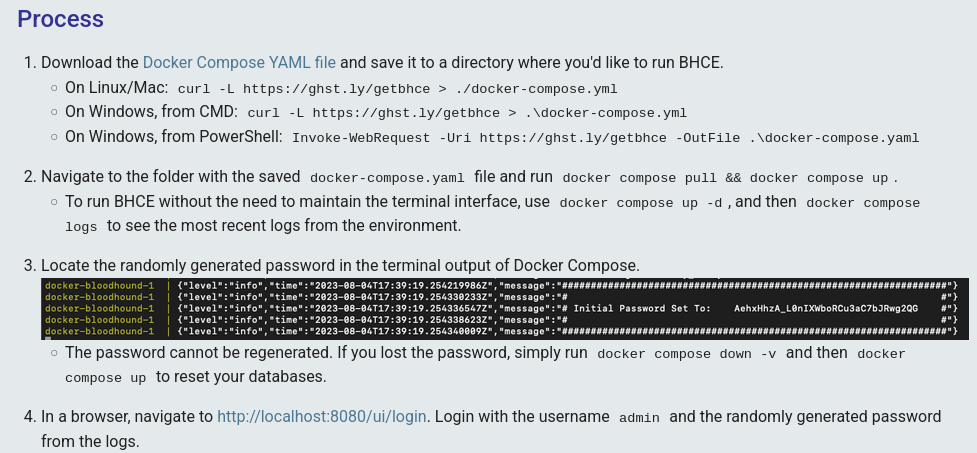 Process
1. Download the Docker Compose YAML file and save it to a directory where you'd like to run BHCE.
○ On Linux/Mac: curl -L https://ghst.ly/getbhce > ./docker-compose.yml
○ On Windows, from CMD: curl -L https://ghst.ly/getbhce > .\docker-compose.yml
○ On Windows, from PowerShell: Invoke-WebRequest -Uri https://ghst.ly/getbhce -OutFile .\docker-compose.yaml
2. Navigate to the folder with the saved docker-compose.yaml file and run docker compose pull && docker compose up.
○ To run BHCE without the need to maintain the terminal interface, use docker compose up -d, and then docker compose
logs to see the most recent logs from the environment.
3. Locate the randomly generated password in the terminal output of Docker Compose.
docker-bloodhound-1 | {"level":"info","time":"2023-08-04T17:39:19.254219986Z","message":"####################################################################"}
docker-bloodhound-1 | {"level":"info","time":"2023-08-04T17:39:19.25433023 3Z","message":"# #"}
docker-bloodhound-1 | {"level":"info","time":"2023-08-04T17:39:19.254336547Z","message":"# Initial Password Set To: AehxHhzA_L0nIXWboRCu3aC7bJRwg2QG #"}
docker-bloodhound-1 | {"level":"info","time":"2023-08-04T17:39:19.254338623Z","message":"# #"}
docker-bloodhound-1 | {"level":"info","time":"2023-08-04T17:39:19.254340009Z","message":"####################################################################"}
○ The password cannot be regenerated. If you lost the password, simply run docker compose down -v and then docker
compose up to reset your databases.
4. In a browser, navigate to http://localhost:8080/ui/login. Login with the username admin and the randomly generated password
from the logs.